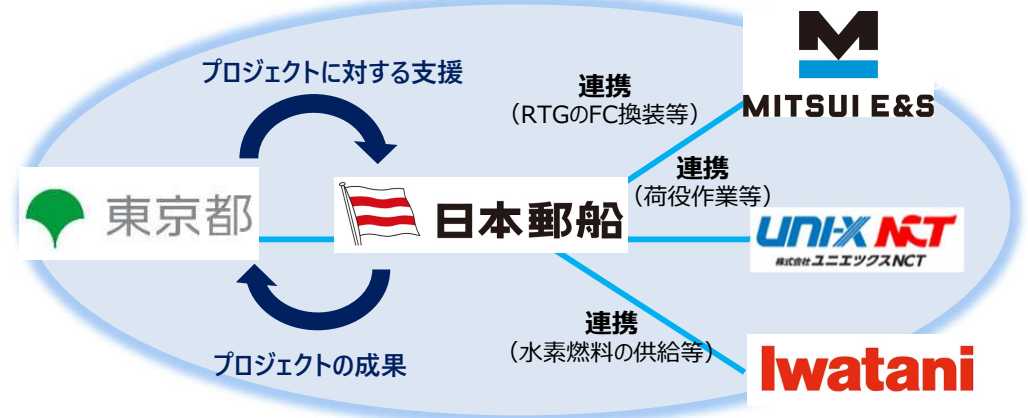 プロジェクトに対する支援
東京都
プロジェクトの成果
日本郵船
連携
（RTGのFC換装等）
MITSUI E&S
連携
（荷役作業等）
UNI-X NCT
株式会社ユニエックスNCT
連携
（水素燃料の供給等）
Iwatani